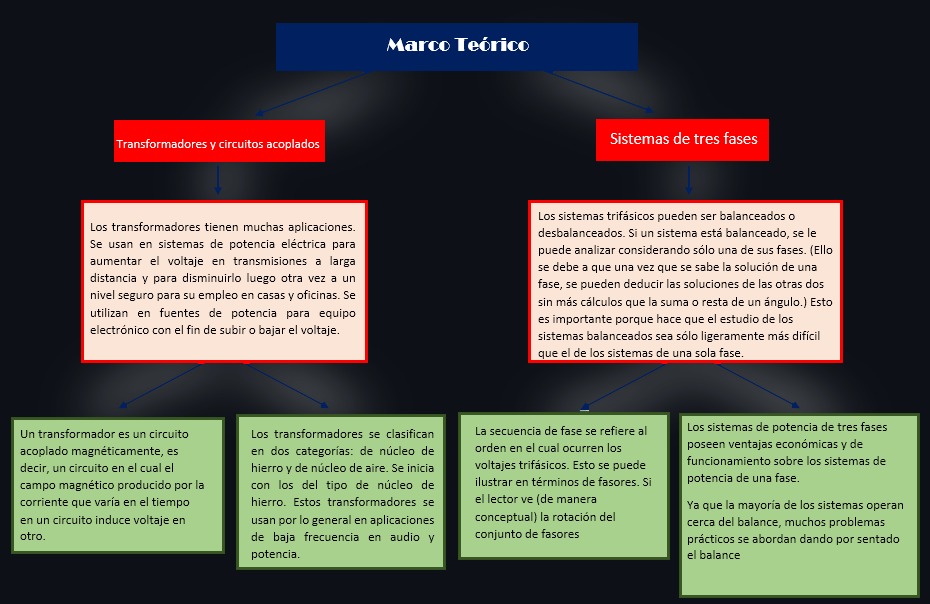 Marco Teórico
Transformadores y circuitos acoplados
Sistemas de tres fases
Los transformadores tienen muchas aplicaciones.
Se usan en sistemas de potencia eléctrica para
aumentar el voltaje en transmisiones a larga
distancia y para disminuirlo luego otra vez a un
nivel seguro para su empleo en casas y oficinas. Se
utilizan en fuentes de potencia para equipo
electrónico con el fin de subir o bajar el voltaje.
Los sistemas trifásicos pueden ser balanceados o
desbalanceados. Si un sistema está balanceado, se le
puede analizar considerando sólo una de sus fases. (Ello
se debe a que una vez que se sabe la solución de una
fase, se pueden deducir las soluciones de las otras dos
sin más cálculos que la suma o resta de un ángulo.) Esto
es importante porque hace que el estudio de los
sistemas balanceados sea sólo ligeramente más difícil
que el de los sistemas de una sola fase.
Un transformador es un circuito
acoplado magnéticamente, es
decir, un circuito en el cual el
campo magnético producido por la
corriente que varía en el tiempo
en un circuito induce voltaje en
otro.
Los transformadores se clasifican
en dos categorías: de núcleo de
hierro y de núcleo de aire. Se inicia
con los del tipo de núcleo de
hierro. Estos transformadores se
usan por lo general en aplicaciones
de baja frecuencia en audio y
potencia.
La secuencia de fase se refiere al
orden en el cual ocurren los
voltajes trifásicos. Esto se puede
ilustrar en términos de fasores. Si
el lector ve (de manera
conceptual) la rotación del
conjunto de fasores
Los sistemas de potencia de tres fases
poseen ventajas económicas y de
funcionamiento sobre los sistemas de
potencia de una fase.
Ya que la mayoría de los sistemas operan
cerca del balance, muchos problemas
prácticos se abordan dando por sentado
el balance